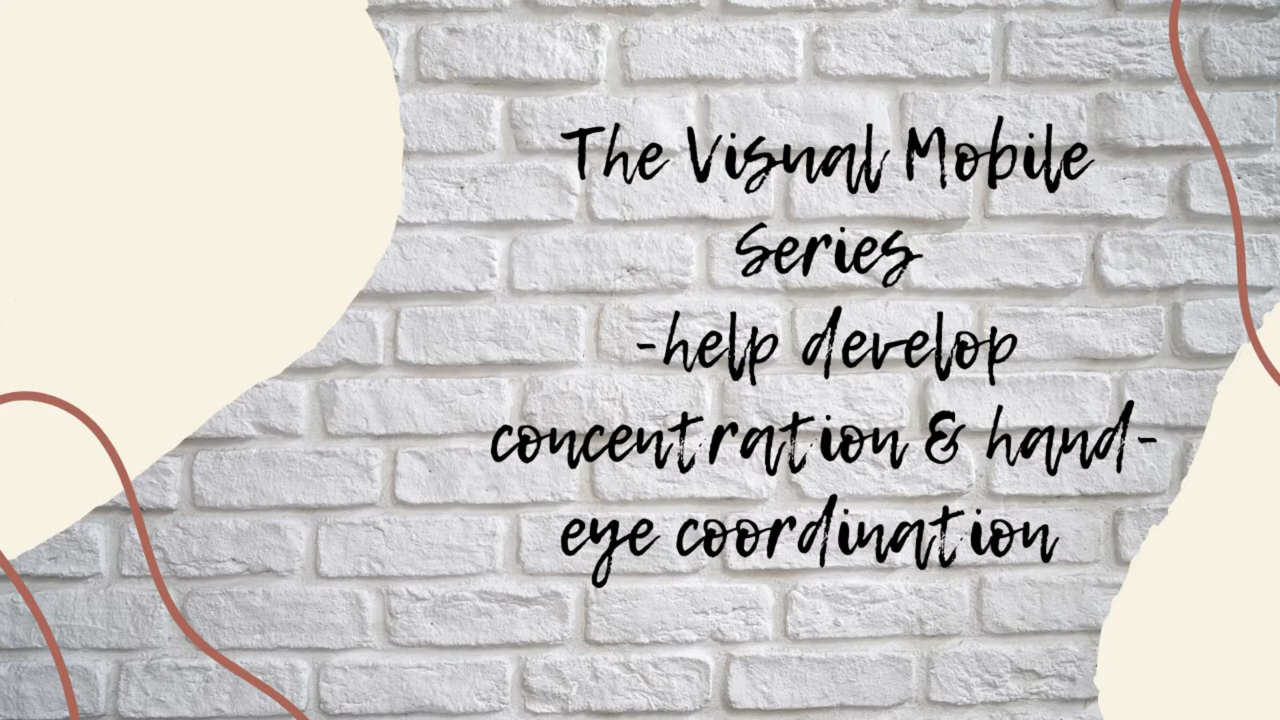 The Visual Mobile
Series
-help develop
concentration & hand-
eye coordination